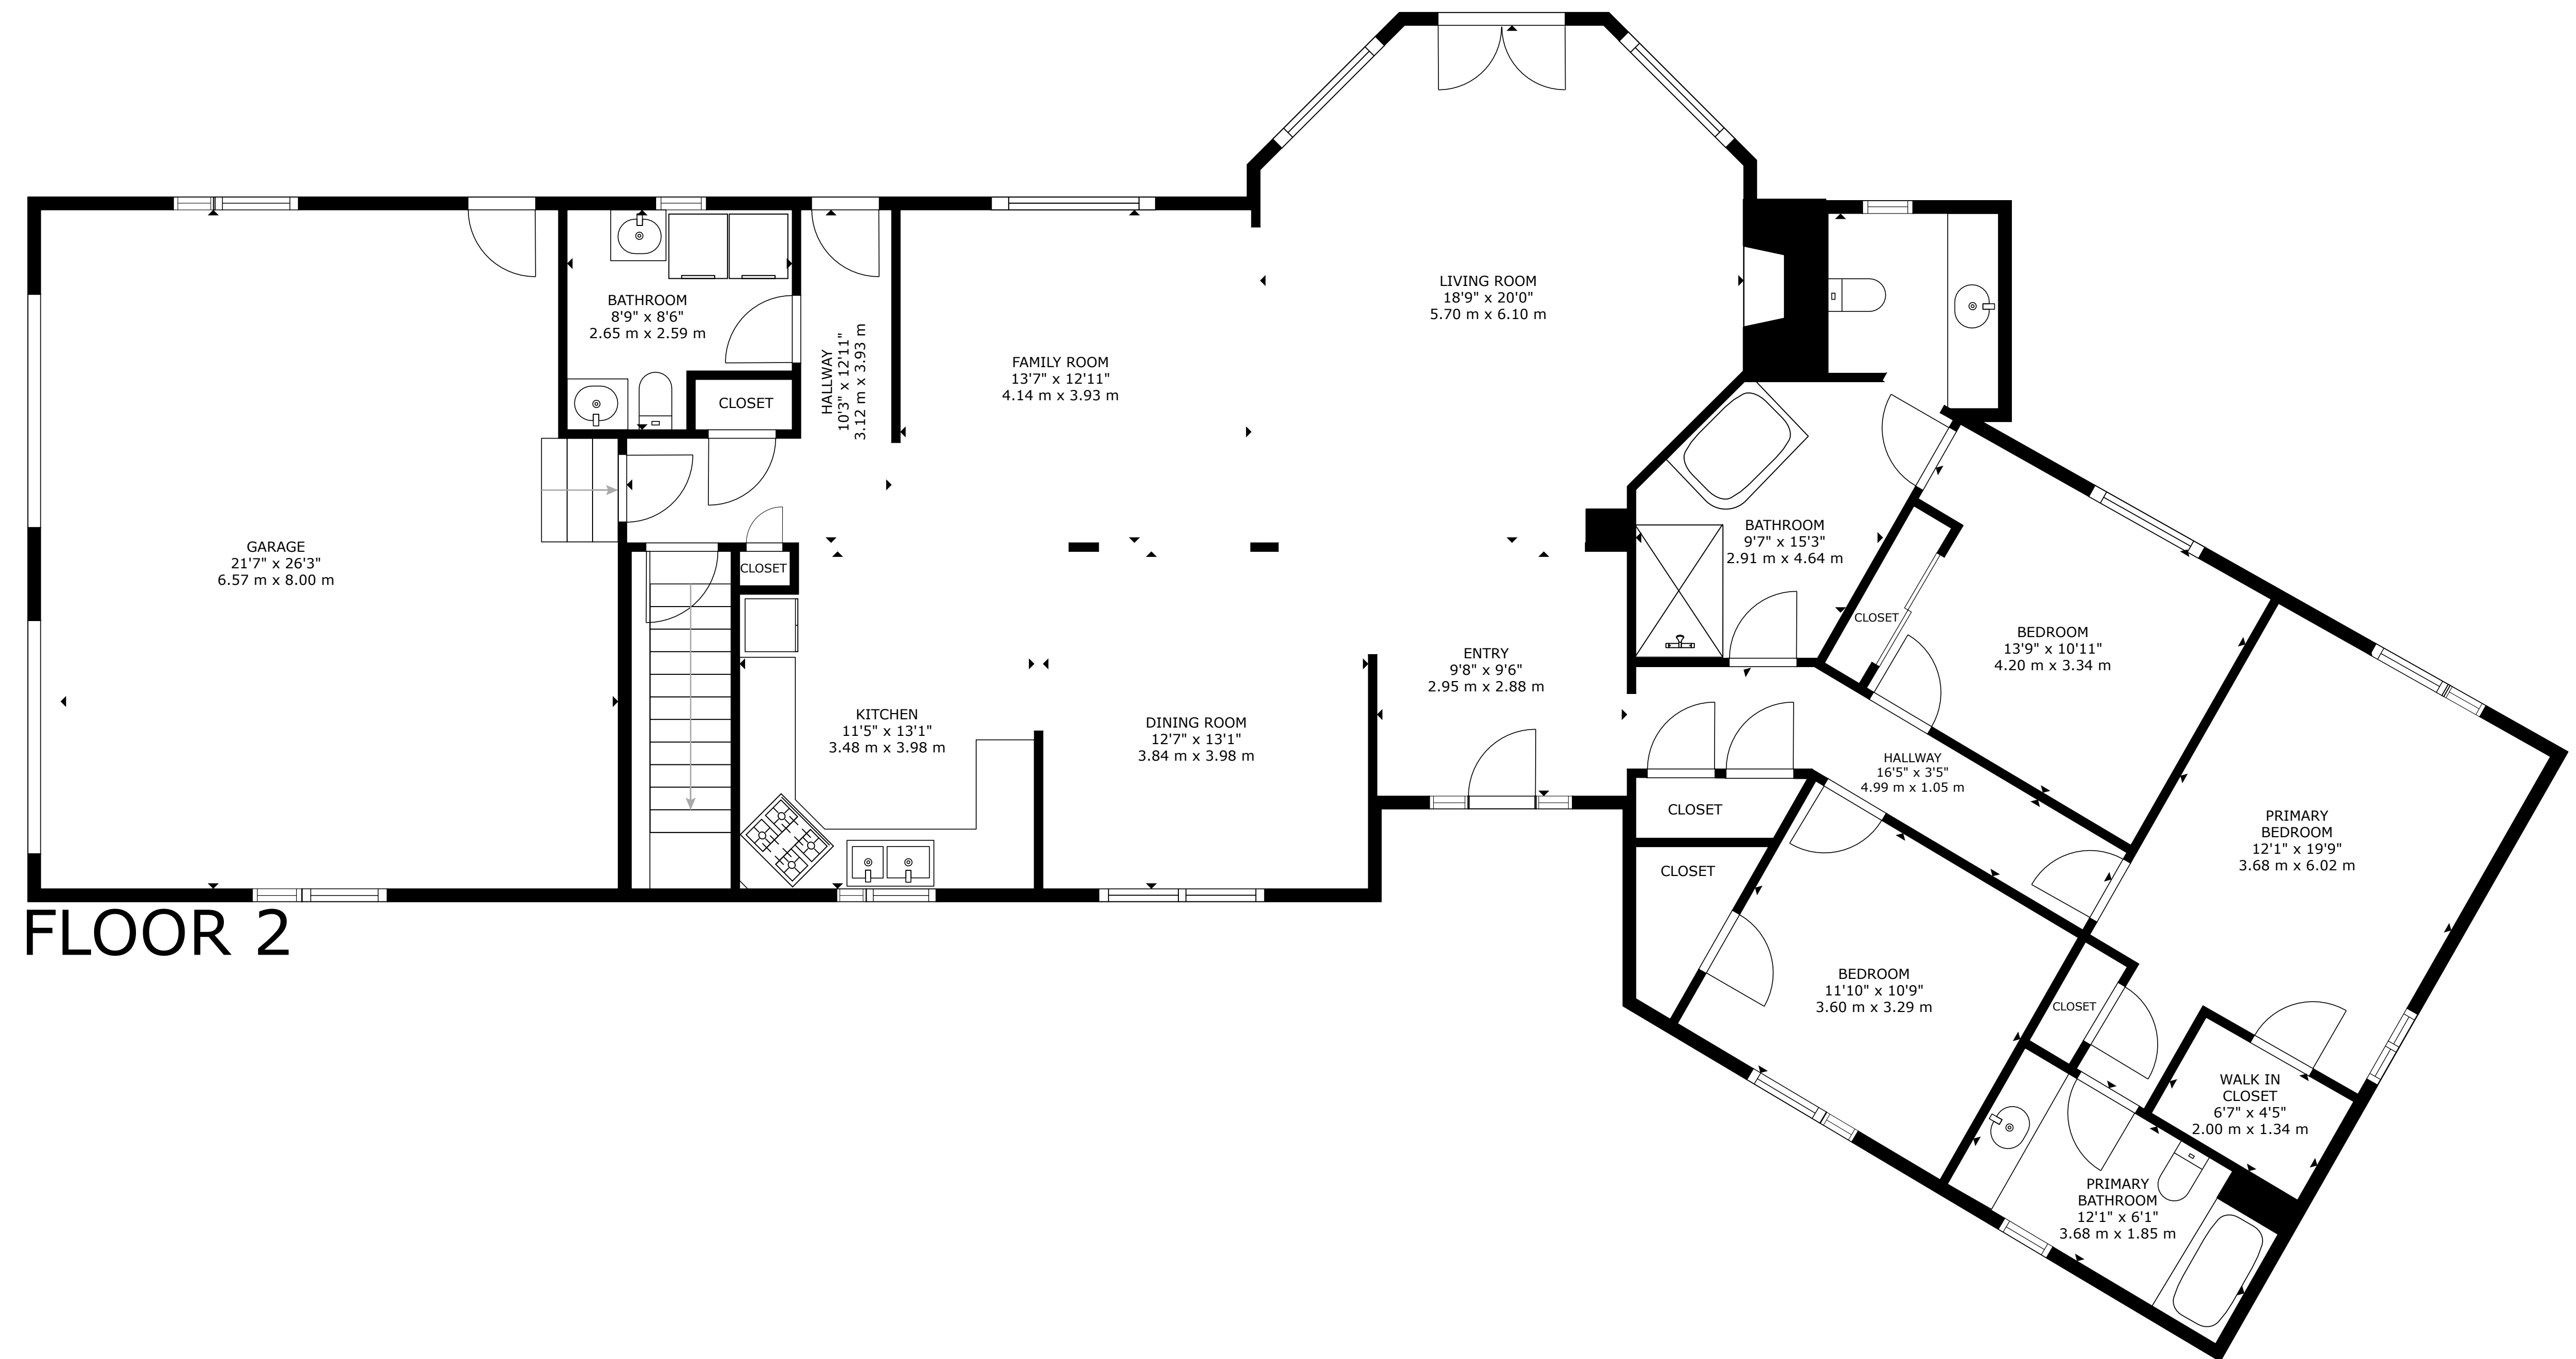 LIVING ROOM
18'9" x 20'0"
5.70 m x 6.10 m
BATHROOM
8'9" x 8'6"
2.65 m x 2.59 m
CLOSET
HALLWAY
10'3" x 12'11"
3.12 m x 3.93 m
FAMILY ROOM
13'7" x 12'11"
4.14 m x 3.93 m
GARAGE
21'7" x 26'3"
6.57 m x 8.00 m
CLOSET
KITCHEN
11'5" x 13'1"
3.48 m x 3.98 m
DINING ROOM
12'7" x 13'1"
3.84 m x 3.98 m
ENTRY
9'8" x 9'6"
2.95 m x 2.88 m
BATHROOM
9'7" x 15'3"
2.91 m x 4.64 m
CLOSET
BEDROOM
13'9" x 10'11"
4.20 m x 3.34 m
HALLWAY
16'5" x 3'5"
4.99 m x 1.05 m
CLOSET
CLOSET
PRIMARY
BEDROOM
12'1" x 19'9"
3.68 m x 6.02 m
BEDROOM
11'10" x 10'9"
3.60 m x 3.29 m
CLOSET
WALK IN
CLOSET
6'7" x 4'5"
2.00 m x 1.34 m
PRIMARY
BATHROOM
12'1" x 6'1"
3.68 m x 1.85 m
FLOOR 2